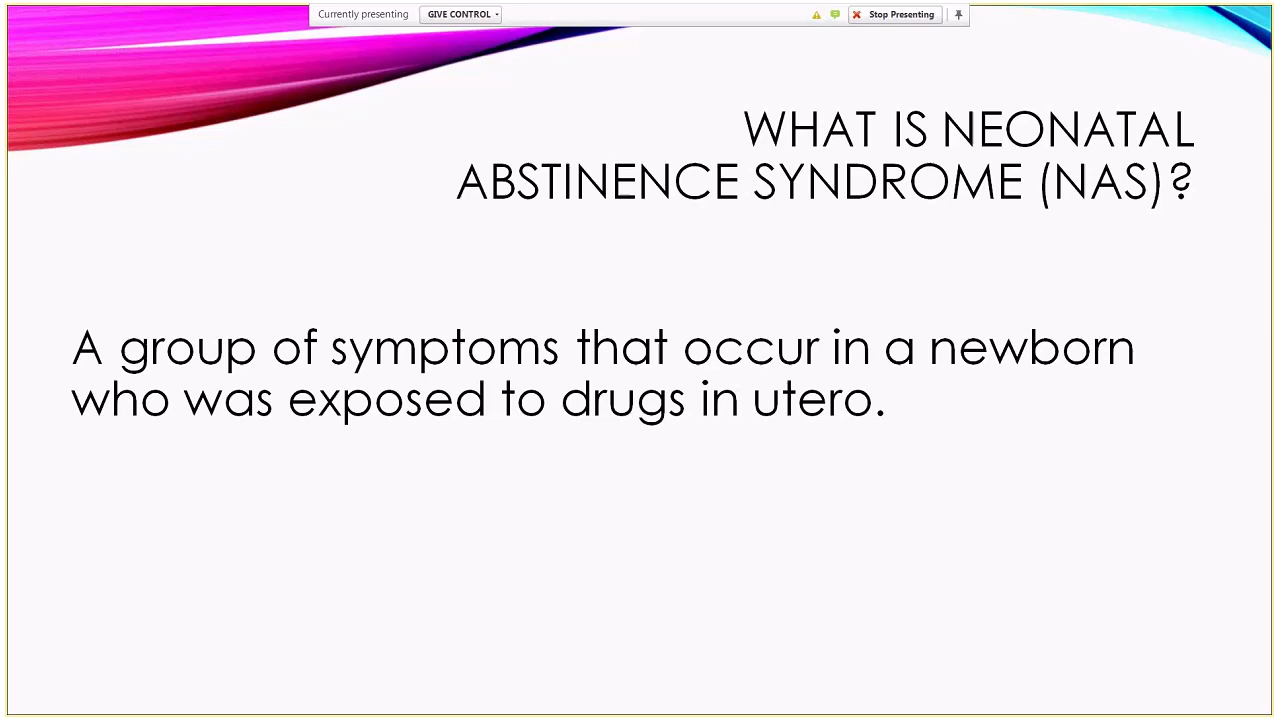 Currently presenting GIVE CONTROL Stop Presenting
WHAT IS NEONATAL
ABSTINENCE SYNDROME (NAS)?
A group of symptoms that occur in a newborn
who was exposed to drugs in utero.